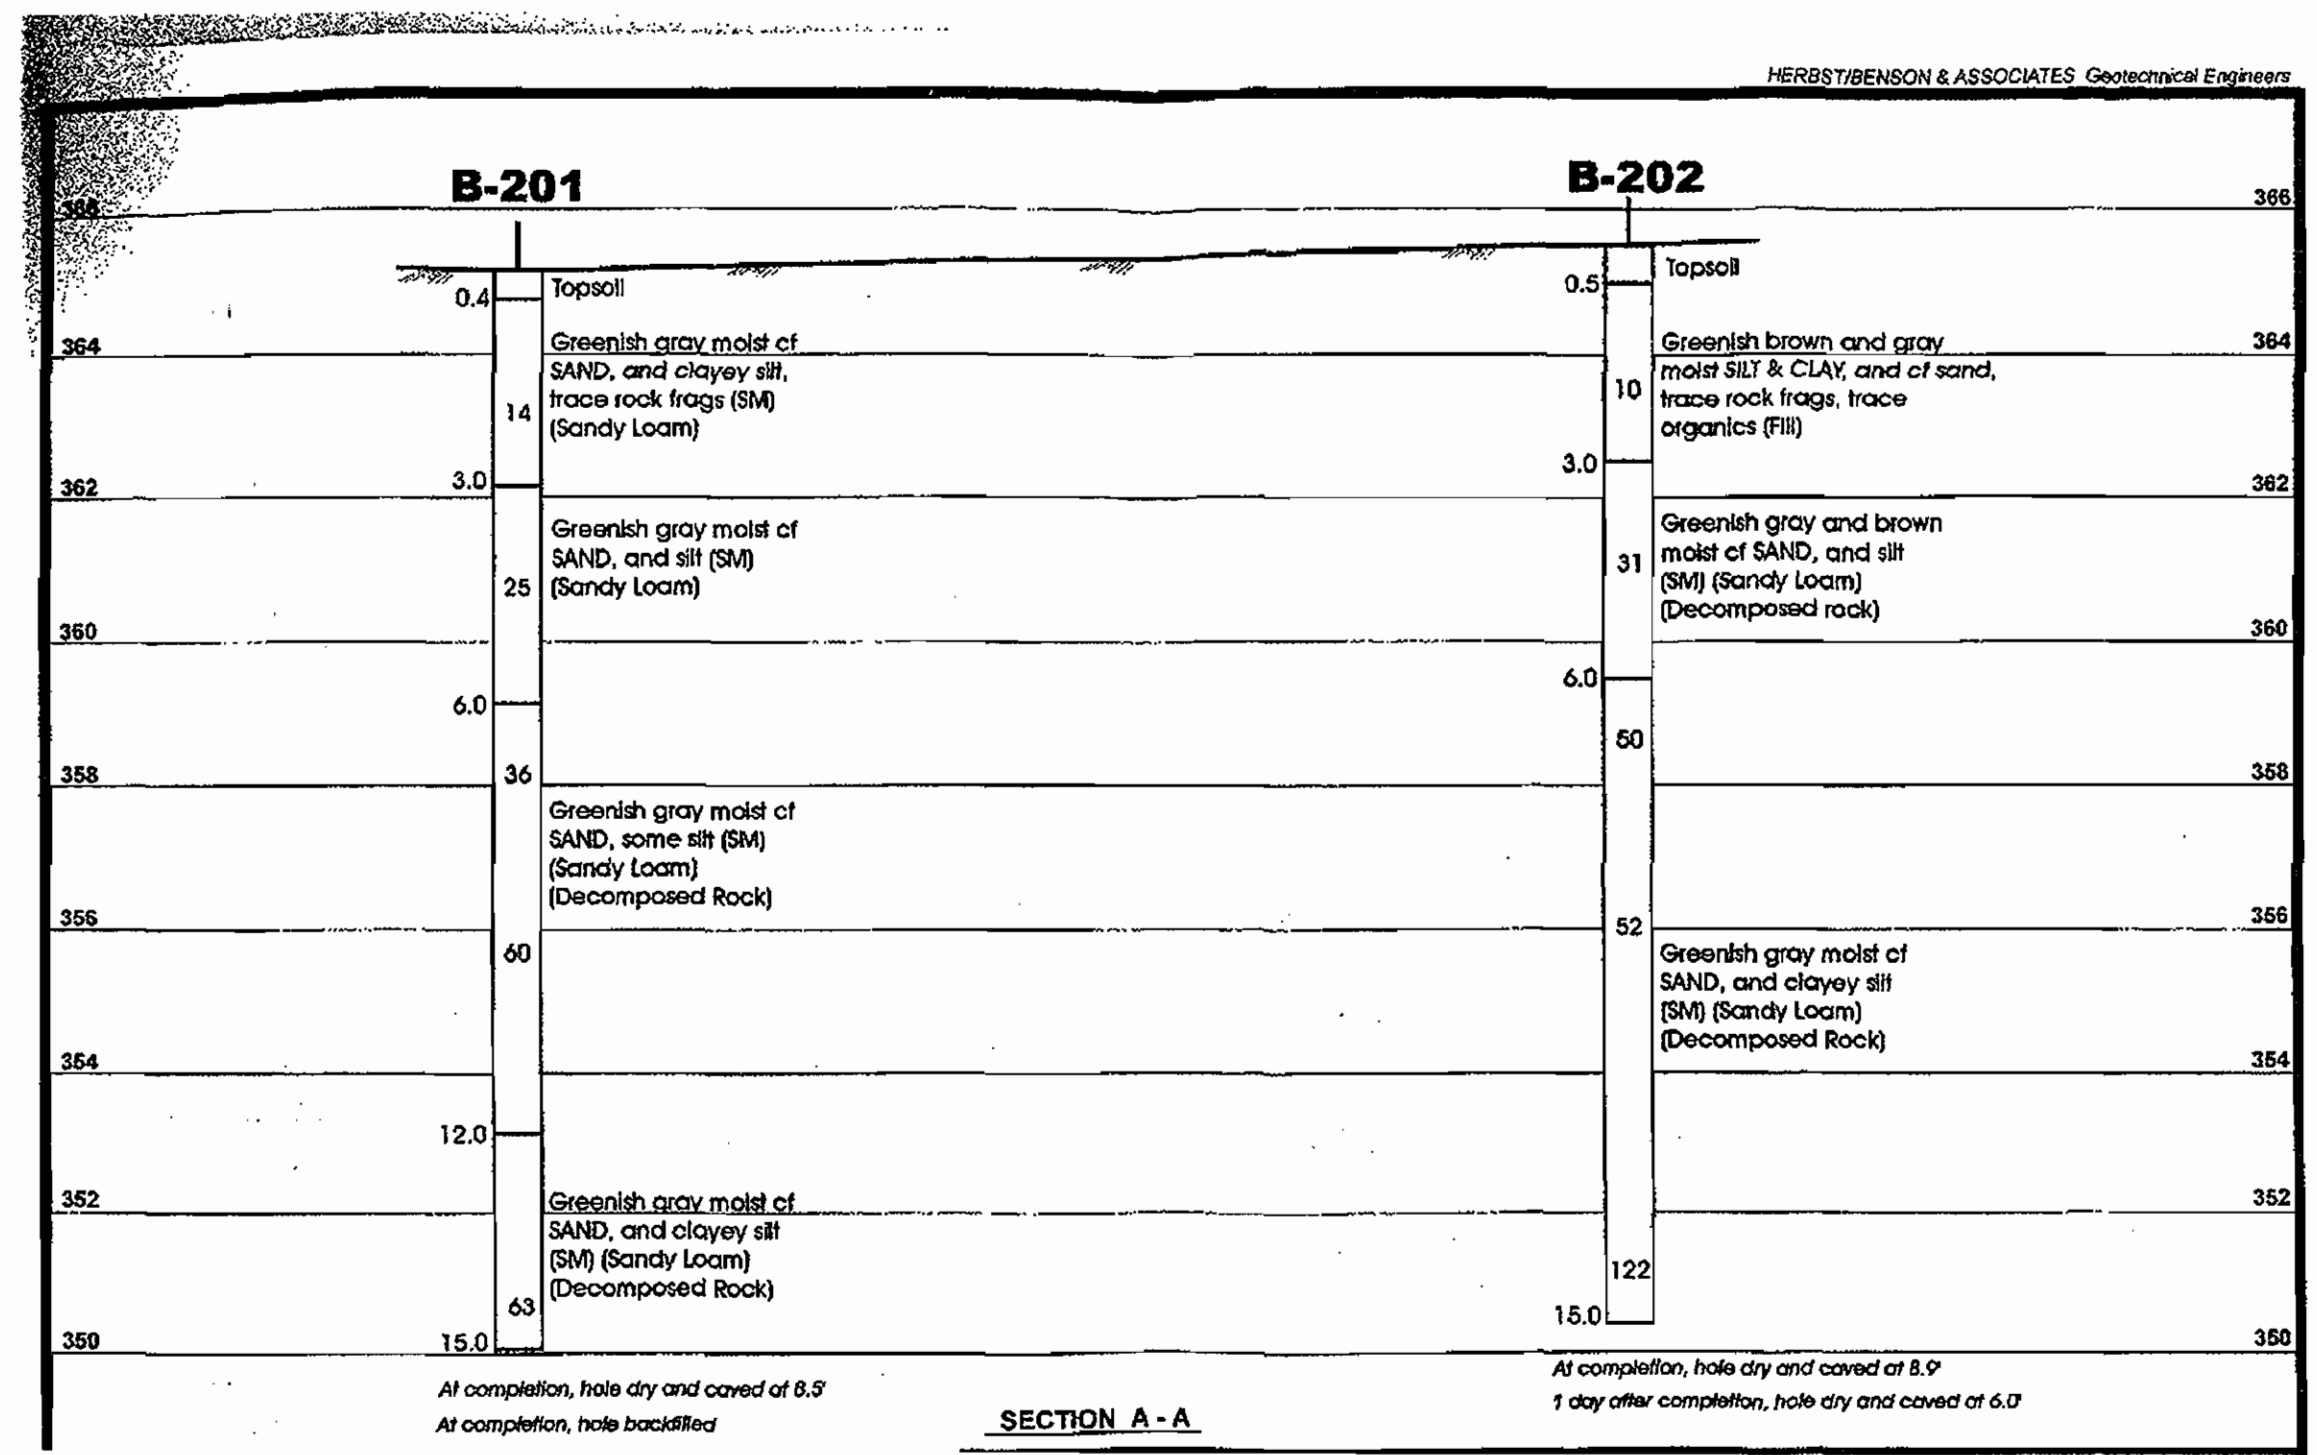 HERBST/BENSON & ASSOCIATES Geotechnical Engineers
B-201
B-202
366
366
Topsoil
0.4
Topsoil
0.5
364
364
Greenish gray moist cf
SAND, and clayey silt,
trace rock frags (SM)
(Sandy Loam)
14
3.0
Greenish brown and gray
moist SILT & CLAY, and cf sand,
trace rock frags, trace
organics (Fill)
10
3.0
362
362
Greenish gray moist cf
SAND, and silt (SM)
(Sandy Loam)
25
Greenish gray and brown
moist cf SAND, and silt
(SM) (Sandy Loam)
(Decomposed rock)
31
360
360
6.0
6.0
36
50
358
358
Greenish gray moist cf
SAND, some silt (SM)
(Sandy Loam)
(Decomposed Rock)
356
356
60
52
Greenish gray moist cf
SAND, and clayey silt
(SM) (Sandy Loam)
(Decomposed Rock)
354
354
12.0
352
352
Greenish gray moist cf
SAND, and clayey silt
(SM) (Sandy Loam)
(Decomposed Rock)
63
15.0
122
15.0
350
350
At completion, hole dry and caved at 8.5'
At completion, hole backfilled
At completion, hole dry and caved at 8.9'
1 day after completion, hole dry and caved at 6.0'
SECTION A - A